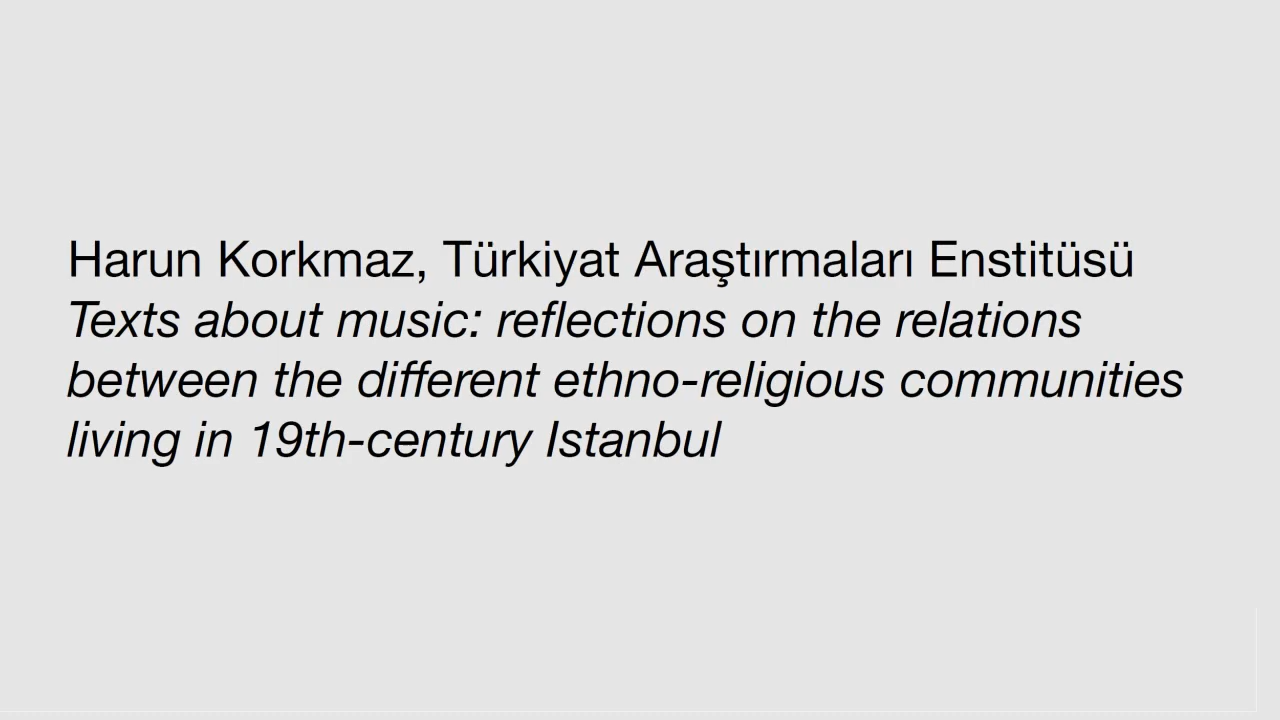 Harun Korkmaz, Türkiyat Araştırmaları Enstitüsü
Texts about music: reflections on the relations
between the different ethno-religious communities
living in 19th-century Istanbul